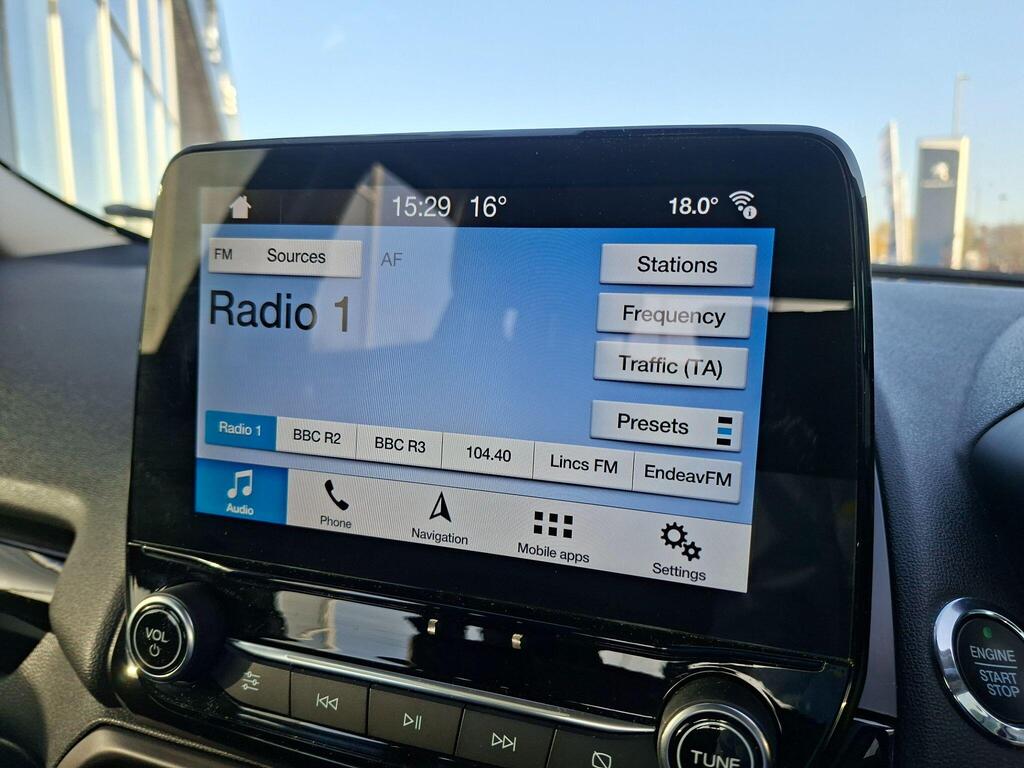 15:29 16° 18.0°
FM Sources AF
Stations
Radio 1
Frequency
Traffic (TA)
Presets
Radio 1 BBC R2 BBC R3 104.40 Lincs FM EndeavFM
Audio Phone Navigation Mobile apps Settings
VOL
TUNE
ENGINE
START
STOP